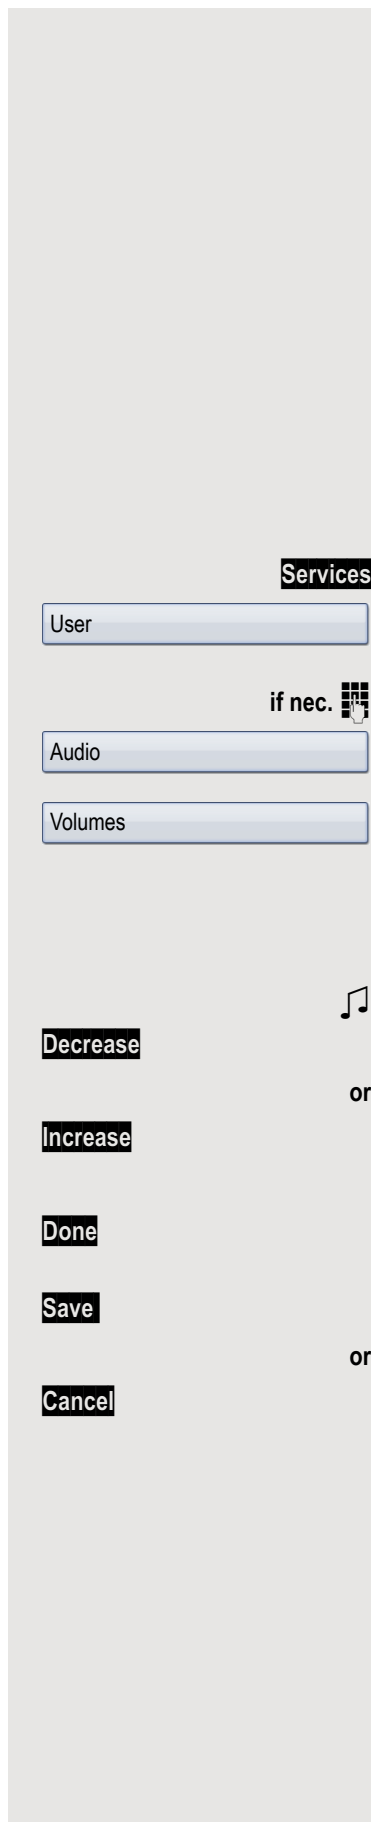 Services
User
if nec.
Audio
Volumes
Decrease
or
Increase
Done
Save
or
Cancel